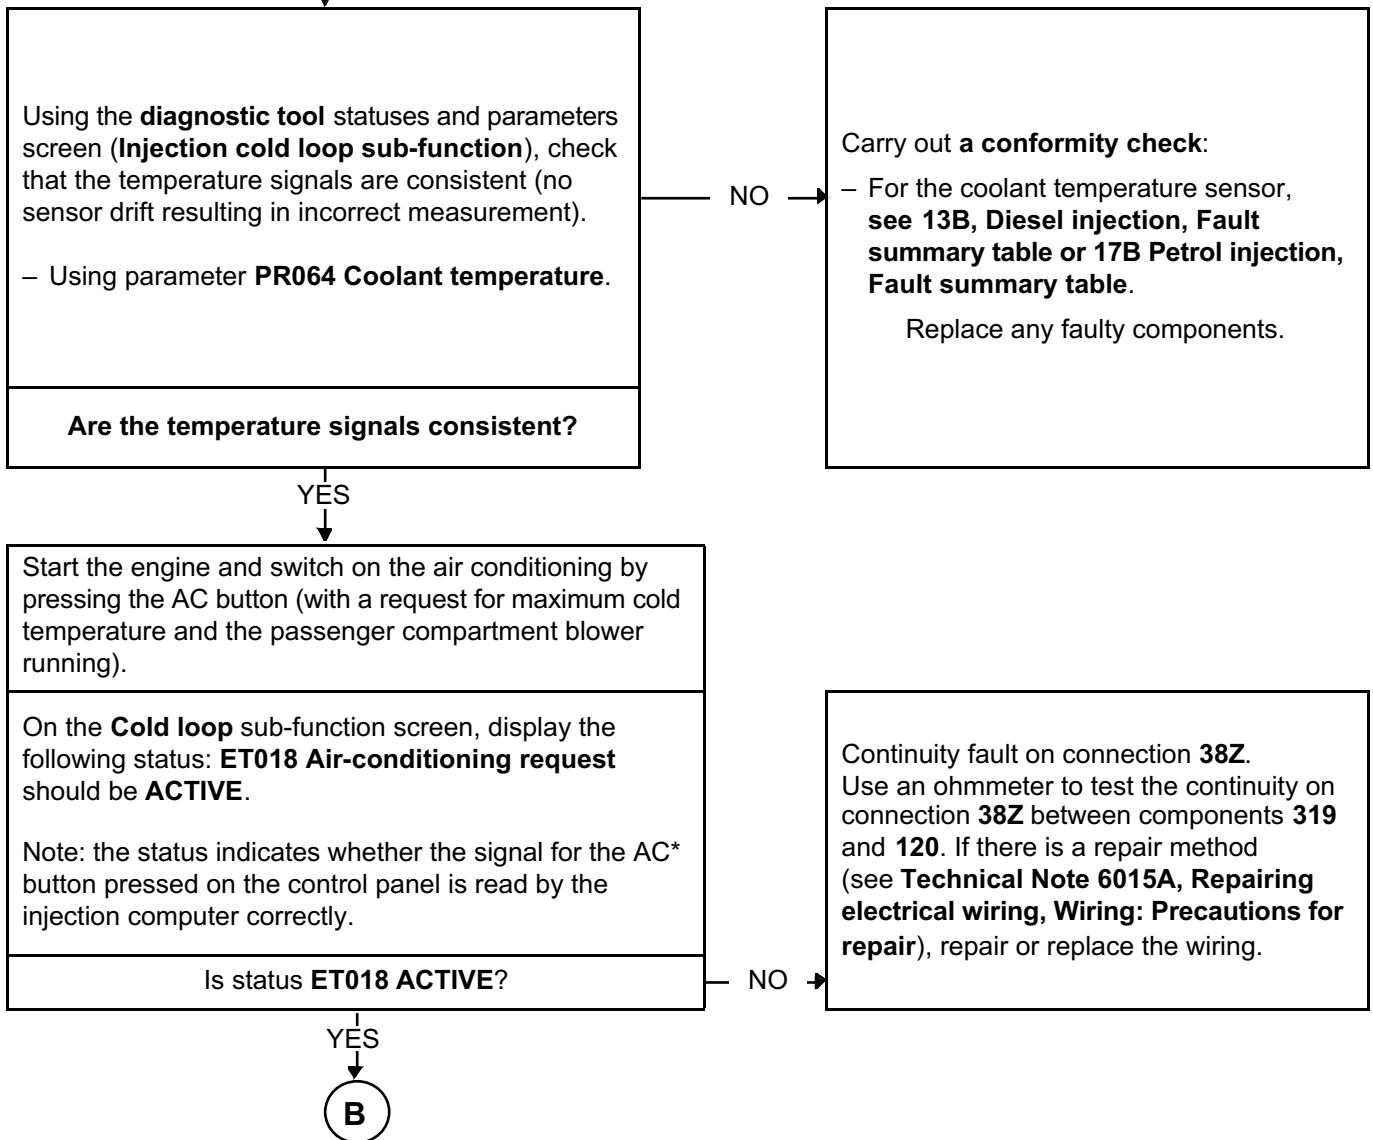 Using the diagnostic tool statuses and parameters
screen (Injection cold loop sub-function), check
that the temperature signals are consistent (no
sensor drift resulting in incorrect measurement).
– Using parameter PR064 Coolant temperature.
Are the temperature signals consistent?
NO
Carry out a conformity check:
– For the coolant temperature sensor,
see 13B, Diesel injection, Fault
summary table or 17B Petrol injection,
Fault summary table.
Replace any faulty components.
YES
Start the engine and switch on the air conditioning by
pressing the AC button (with a request for maximum cold
temperature and the passenger compartment blower
running).
On the Cold loop sub-function screen, display the
following status: ET018 Air-conditioning request
should be ACTIVE.
Note: the status indicates whether the signal for the AC*
button pressed on the control panel is read by the
injection computer correctly.
Is status ET018 ACTIVE?
NO
Continuity fault on connection 38Z.
Use an ohmmeter to test the continuity on
connection 38Z between components 319
and 120. If there is a repair method
(see Technical Note 6015A, Repairing
electrical wiring, Wiring: Precautions for
repair), repair or replace the wiring.
YES
B